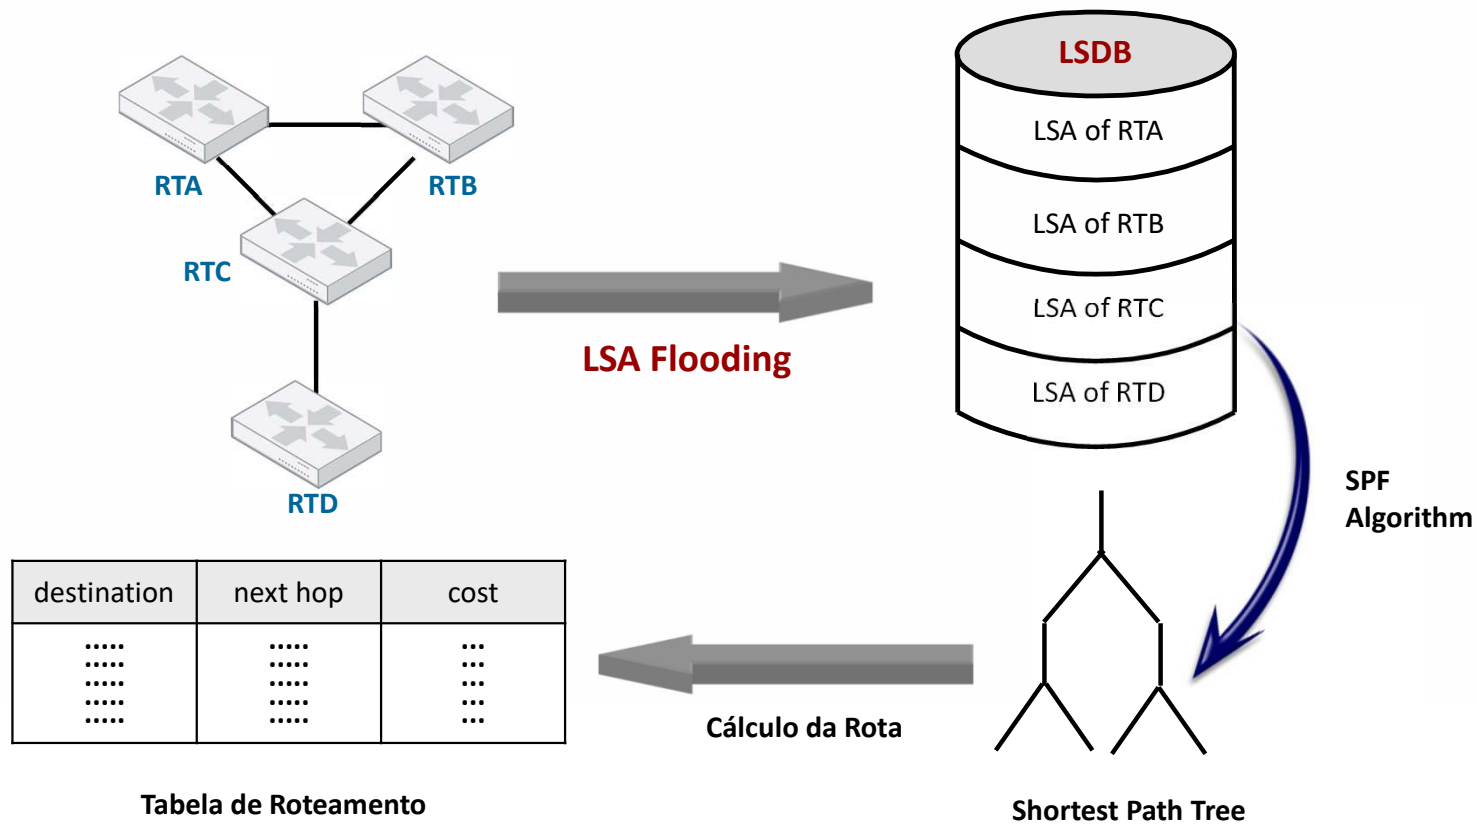 LSDB
LSA of RTA
LSA of RTB
LSA of RTC
LSA of RTD
RTA
RTB
RTC
RTD
LSA Flooding
SPF
Algorithm
destination next hop cost
..... ..... ...
..... ..... ...
..... ..... ...
..... ..... ...
..... ..... ...
Cálculo da Rota
Tabela de Roteamento
Shortest Path Tree